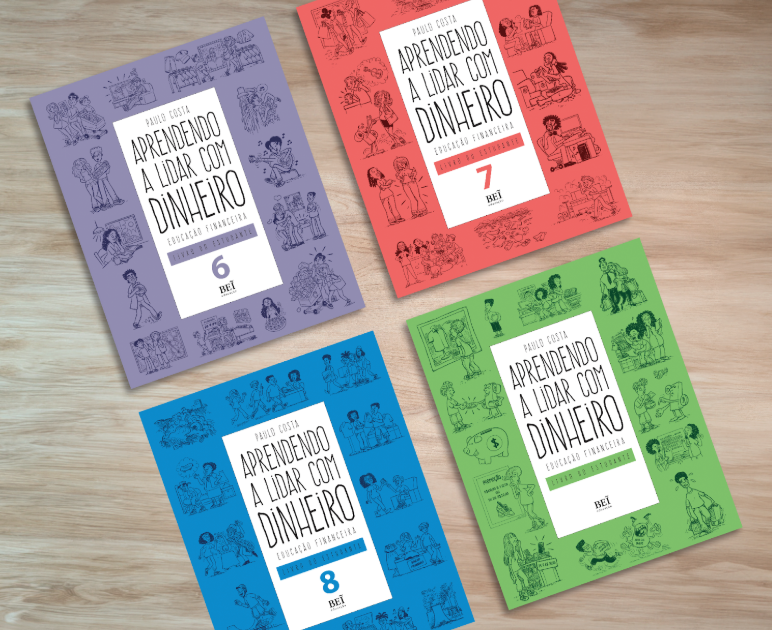 PAULO COSTA
APRENDENDO
A LIDAR COM
DINHEIRO
EDUCAÇÃO FINANCEIRA
LIVRO DO ESTUDANTE
6
BEĨ
PAULO COSTA
APRENDENDO
A LIDAR COM
DINHEIRO
EDUCAÇÃO FINANCEIRA
LIVRO DO ESTUDANTE
7
BEĨ
PAULO COSTA
APRENDENDO
A LIDAR COM
DINHEIRO
EDUCAÇÃO FINANCEIRA
LIVRO DO ESTUDANTE
8
BEĨ
PAULO COSTA
APRENDENDO
A LIDAR COM
DINHEIRO
EDUCAÇÃO FINANCEIRA
LIVRO DO ESTUDANTE
BEĨ
$